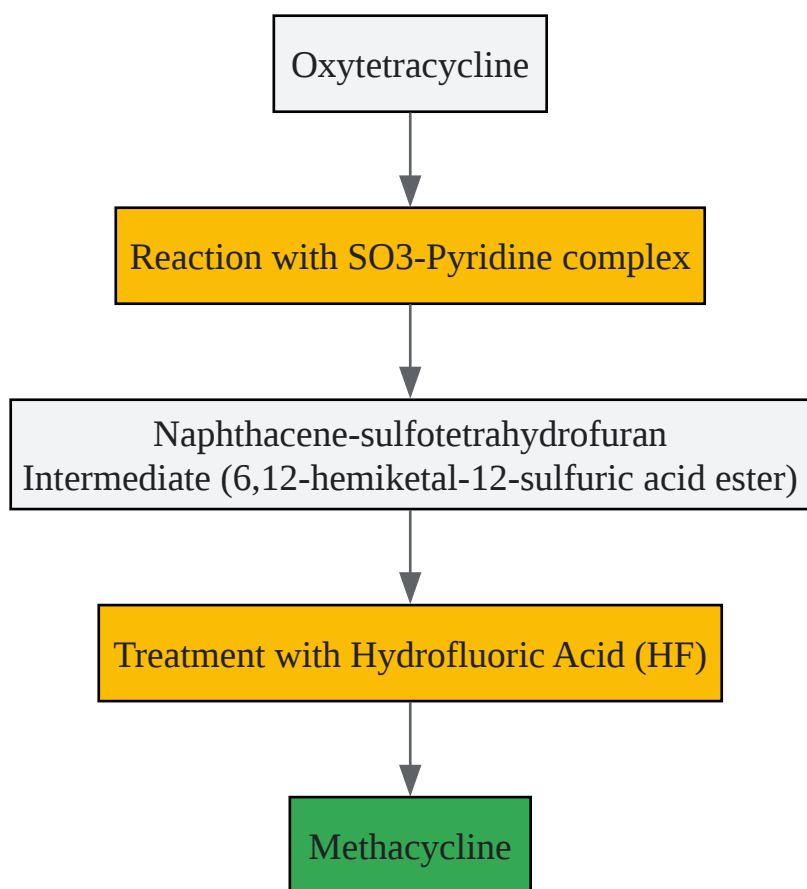 Oxytetracycline
Reaction with SO3-Pyridine complex
Naphthacene-sulfotetrahydrofuran
Intermediate (6,12-hemiketal-12-sulfuric acid ester)
Treatment with Hydrofluoric Acid (HF)
Methacycline